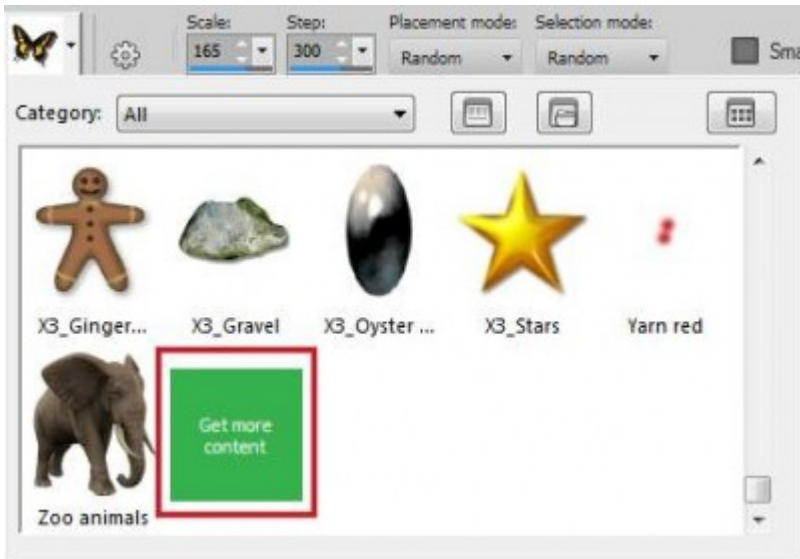 Scale: Step: Placement mode: Selection mode:
165 300 Random Random
Category: All
X3_Ginger... X3_Gravel X3_Oyster ... X3_Stars Yarn red
Get more
content
Zoo animals